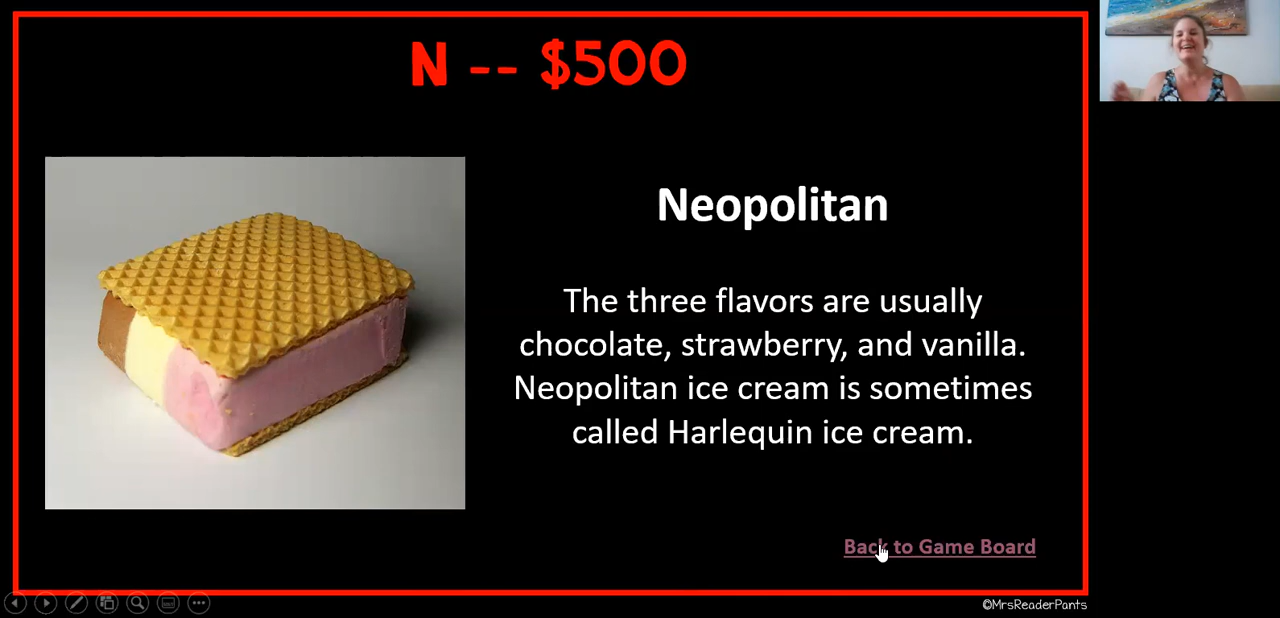 N -- $500
Neopolitan
The three flavors are usually
chocolate, strawberry, and vanilla.
Neopolitan ice cream is sometimes
called Harlequin ice cream.
Back to Game Board
©MrsReaderPants